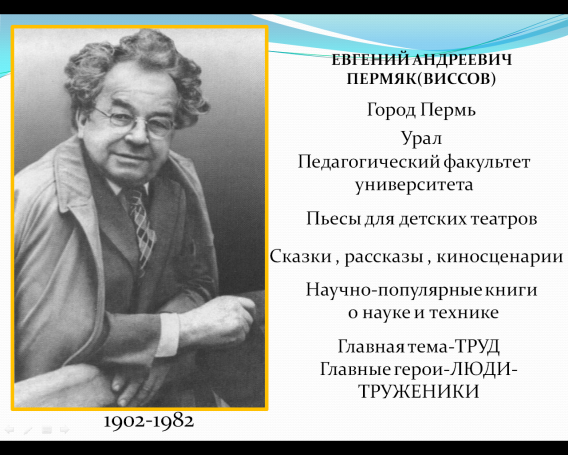 ЕВГЕНИЙ АНДРЕЕВИЧ
ПЕРМЯК(ВИССОВ)
Город Пермь
Урал
Педагогический факультет
университета
Пьесы для детских театров
Сказки , рассказы , киносценарии
Научно-популярные книги
о науке и технике
Главная тема-ТРУД
Главные герои-ЛЮДИ-
ТРУЖЕНИКИ
1902-1982